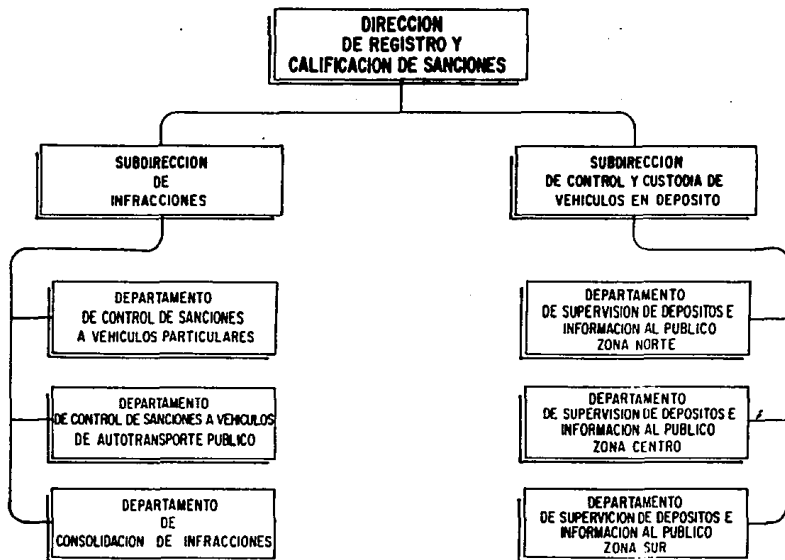 DIRECCION
DE REGISTRO Y
CALIFICACION DE SANCIONES
SUBDIRECCION
DE
INFRACCIONES
SUBDIRECCION
DE CONTROL Y CUSTODIA DE
VEHICULOS EN DEPOSITO
DEPARTAMENTO
DE CONTROL DE SANCIONES
A VEHICULOS PARTICULARES
DEPARTAMENTO
DE SUPERVISION DE DEPOSITOS E
INFORMACION AL PUBLICO
ZONA NORTE
DEPARTAMENTO
DE CONTROL DE SANCIONES A VEHICULOS
DE AUTOTRANSPORTE PUBLICO
DEPARTAMENTO
DE SUPERVISION DE DEPOSITOS E
INFORMACION AL PUBLICO
ZONA CENTRO
DEPARTAMENTO
DE
CONSOLIDACION DE INFRACCIONES
DEPARTAMENTO
DE SUPERVICION DE DEPOSITOS E
INFORMACION AL PUBLICO
ZONA SUR